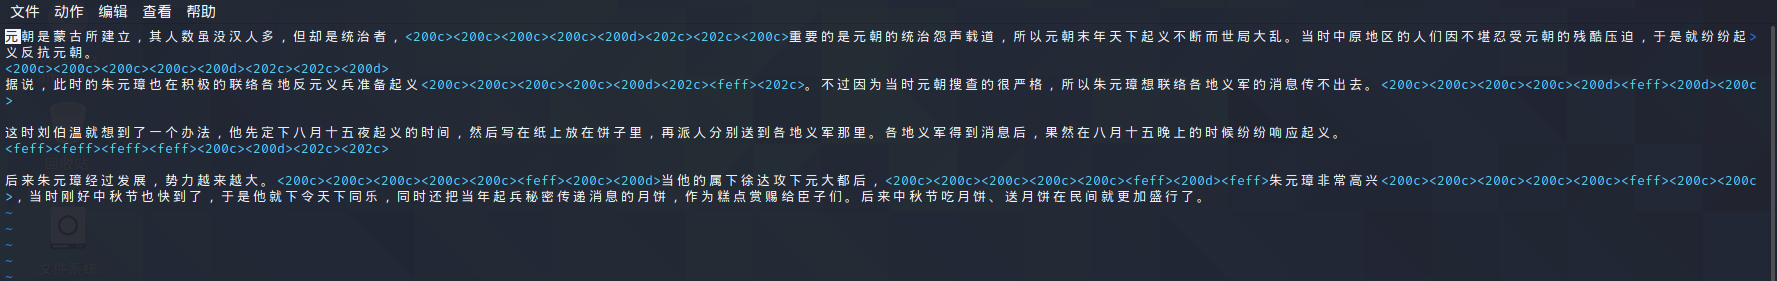 文件 动作 编辑 查看 帮助
元朝是蒙古所建立，其人数虽没汉人多，但却是统治者，<200c><200c><200c><200c><200d><202c><202c><200c>重要的是元朝的统治怨声载道，所以元朝末年天下起义不断而世局大乱。当时中原地区的人们因不堪忍受元朝的残酷压迫，于是就纷纷起>
义反抗元朝。
<200c><200c><200c><200c><200d><202c><202c><200d>
据说，此时的朱元璋也在积极的联络各地反元义兵准备起义<200c><200c><200c><200c><200d><202c><feff><202c>。不过因为当时元朝搜查的很严格，所以朱元璋想联络各地义军的消息传不出去。<200c><200c><200c><200c><200d><feff><200d><200c
>
这时刘伯温就想到了一个办法，他先定下八月十五夜起义的时间，然后写在纸上放在饼子里，再派人分别送到各地义军那里。各地义军得到消息后，果然在八月十五晚上的时候纷纷响应起义。
<feff><feff><feff><feff><200c><200d><202c><202c>
后来朱元璋经过发展，势力越来越大。<200c><200c><200c><200c><200c><feff><200c><200d>当他的属下徐达攻下元大都后，<200c><200c><200c><200c><200c><feff><200d><feff>朱元璋非常高兴<200c><200c><200c><200c><200c><feff><200c><200c
>，当时刚好中秋节也快到了，于是他就下令天下同乐，同时还把当年起兵秘密传递消息的月饼，作为糕点赏赐给臣子们。后来中秋节吃月饼、送月饼在民间就更加盛行了。
~
~
~
~
~
文件系统